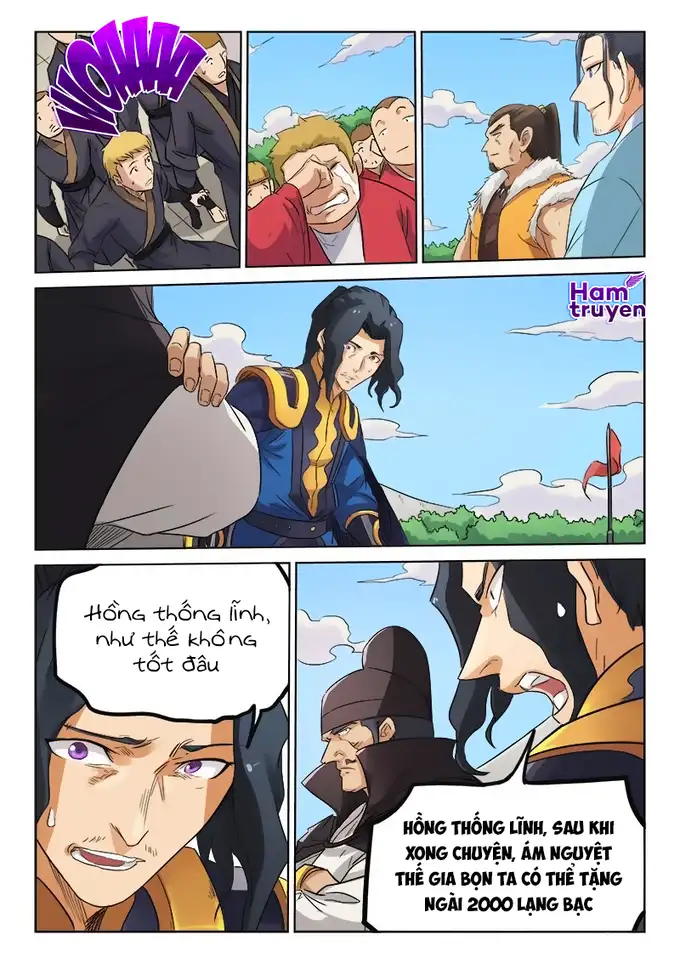 WOAAAA
Ham
truyen
Hồng thống lĩnh,
như thế không
tốt đâu
HỒNG THỐNG LĨNH, SAU KHI
XONG CHUYỆN, ÁM NGUYỆT
THẾ GIA BỌN TA CÓ THỂ TẶNG
NGÀI 2000 LẠNG BẠC